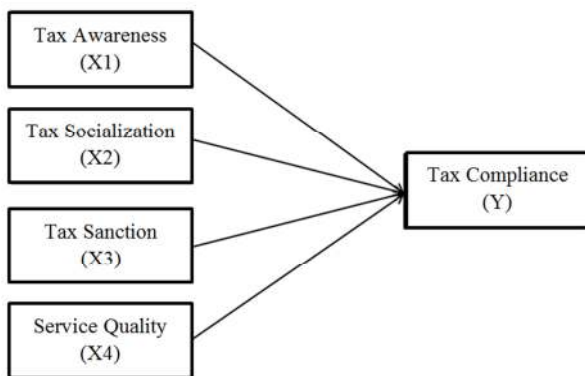 Tax Awareness
(X1)
Tax Socialization
(X2)
Tax Compliance
(Y)
Tax Sanction
(X3)
Service Quality
(X4)